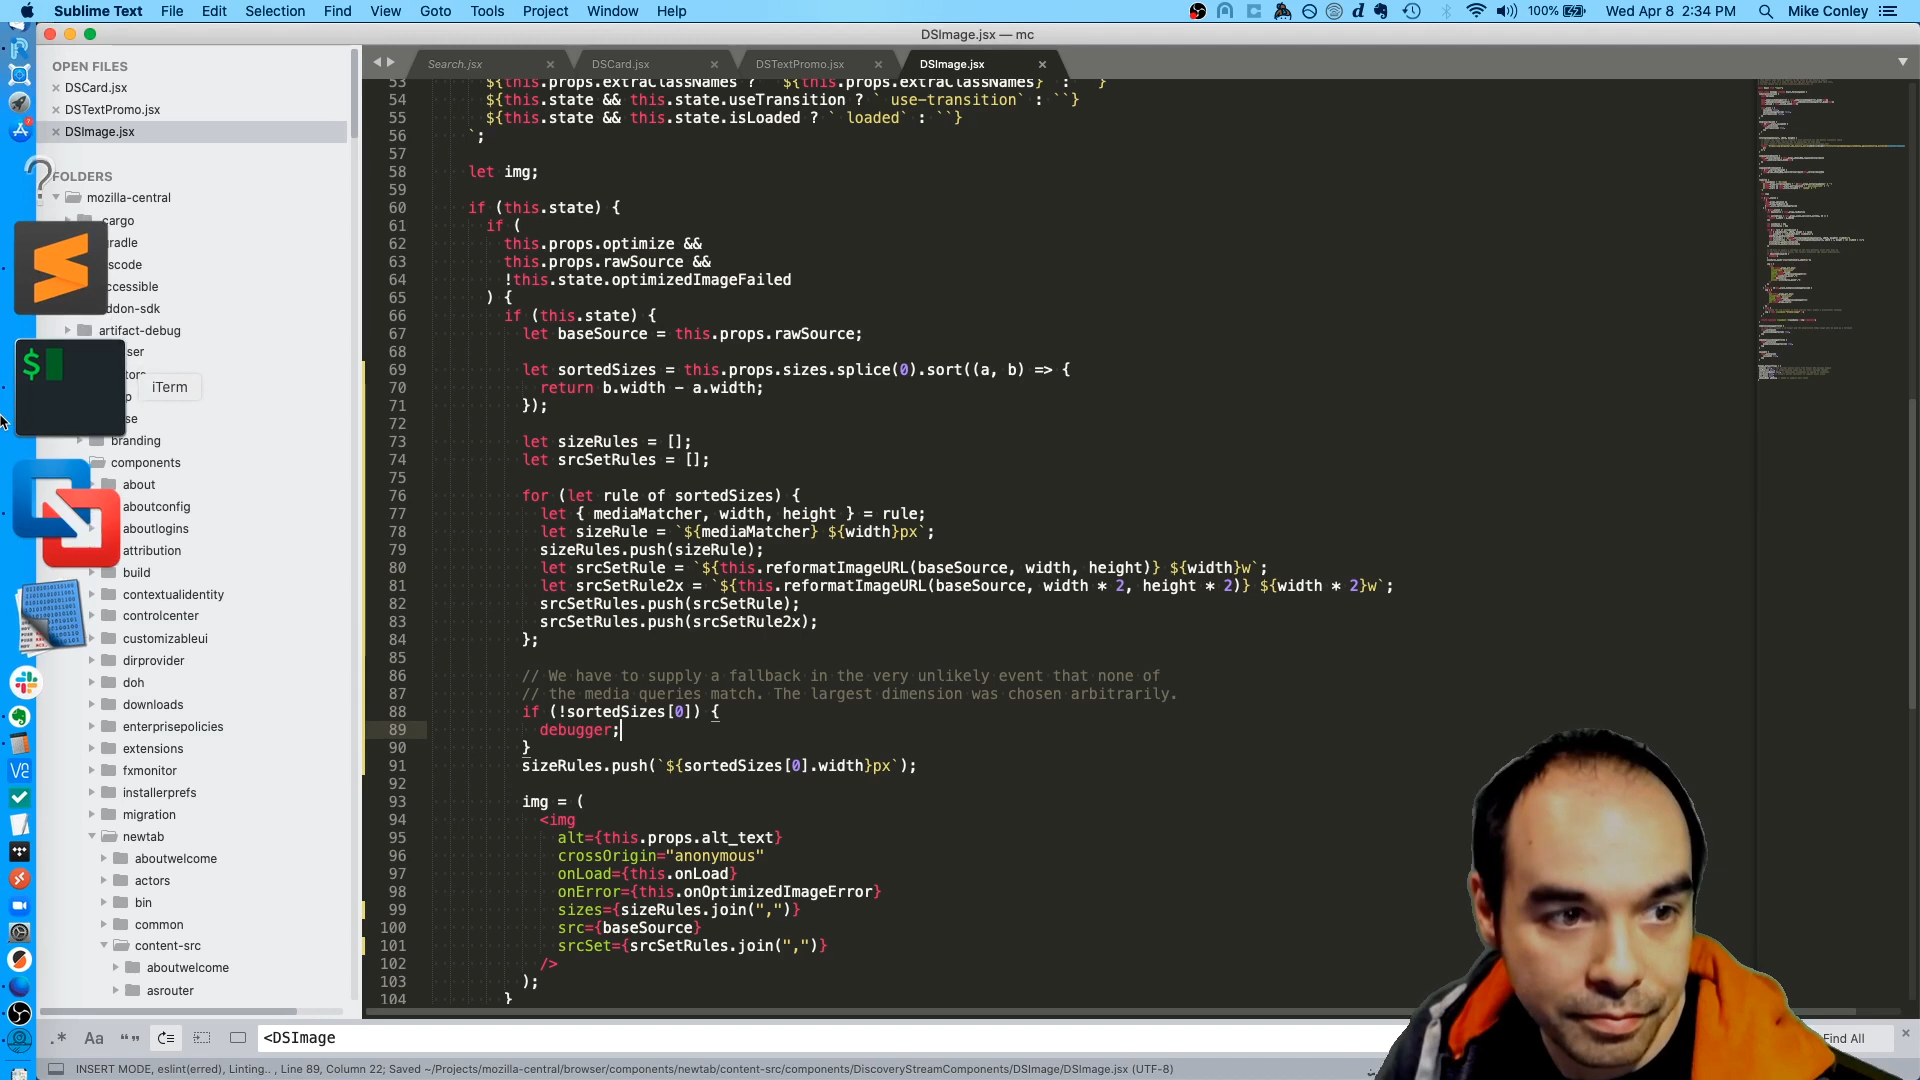 Sublime Text File Edit Selection Find View Goto Tools Project Window Help
100% Wed Apr 8 2:34 PM Mike Conley
DSImage.jsx — mc
Search.jsx DSCard.jsx DSTextPromo.jsx DSImage.jsx
OPEN FILES
DSCard.jsx
DSTextPromo.jsx
DSImage.jsx
FOLDERS
mozilla-central
.cargo
artifact-debug
iTerm
branding
components
about
aboutconfig
aboutlogins
attribution
build
contextualidentity
controlcenter
customizableui
dirprovider
doh
downloads
enterprisepolicies
extensions
fxmonitor
installerprefs
migration
newtab
aboutwelcome
actors
bin
common
content-src
aboutwelcome
asrouter
53 ${this.props.extraClassNames ? ` ${this.props.extraClassNames}` : ``}
54 ${this.state && this.state.useTransition ? ` use-transition` : ``}
55 ${this.state && this.state.isLoaded ? ` loaded` : ``}
56 `;
57
58 let img;
59
60 if (this.state) {
61 if (
62 this.props.optimize &&
63 this.props.rawSource &&
64 !this.state.optimizedImageFailed
65 ) {
66 if (this.state) {
67 let baseSource = this.props.rawSource;
68
69 let sortedSizes = this.props.sizes.splice(0).sort((a, b) => {
70 return b.width - a.width;
71 });
72
73 let sizeRules = [];
74 let srcSetRules = [];
75
76 for (let rule of sortedSizes) {
77 let { mediaMatcher, width, height } = rule;
78 let sizeRule = `${mediaMatcher} ${width}px`;
79 sizeRules.push(sizeRule);
80 let srcSetRule = `${this.reformatImageURL(baseSource, width, height)} ${width}w`;
81 let srcSetRule2x = `${this.reformatImageURL(baseSource, width * 2, height * 2)} ${width * 2}w`;
82 srcSetRules.push(srcSetRule);
83 srcSetRules.push(srcSetRule2x);
84 };
85
86 // We have to supply a fallback in the very unlikely event that none of
87 // the media queries match. The largest dimension was chosen arbitrarily.
88 if (!sortedSizes[0]) {
89 debugger;
90 }
91 sizeRules.push(`${sortedSizes[0].width}px`);
92
93 img = (
94 <img
95 alt={this.props.alt_text}
96 crossOrigin="anonymous"
97 onLoad={this.onLoad}
98 onError={this.onOptimizedImageError}
99 sizes={sizeRules.join(",")}
100 src={baseSource}
101 srcSet={srcSetRules.join(",")}
102 />
103 );
104 }
<DSImage
Find All
INSERT MODE, eslint(erred), Linting.. , Line 89, Column 22; Saved ~/Projects/mozilla-central/browser/components/newtab/content-src/components/DiscoveryStreamComponents/DSImage/DSImage.jsx (UTF-8)